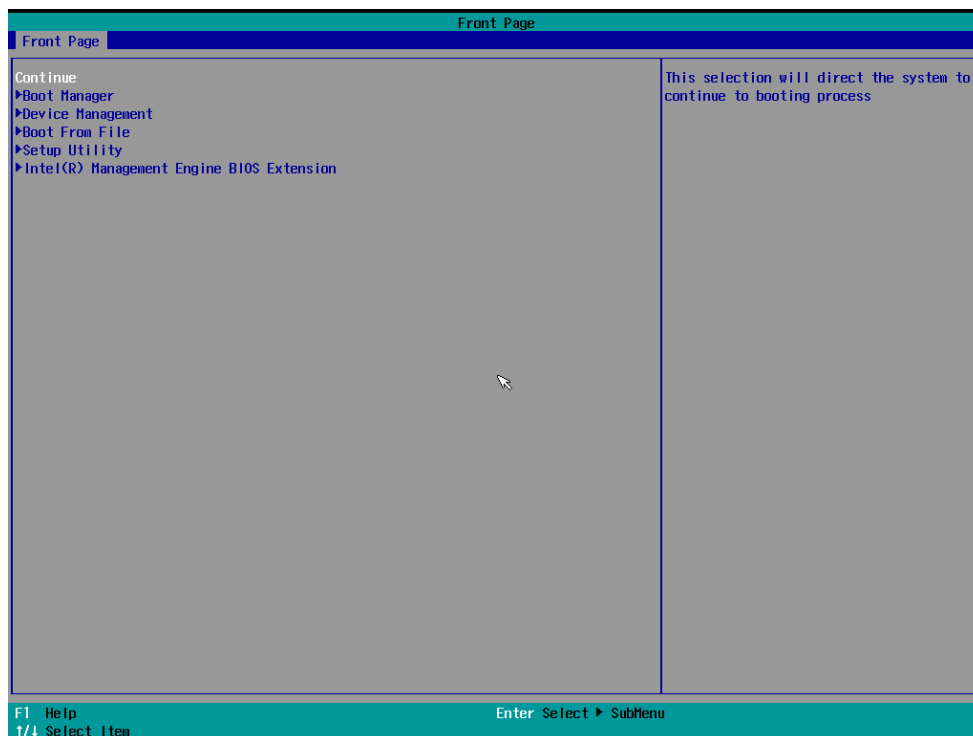 Front Page
Front Page
Continue
▶Boot Manager
▶Device Management
▶Boot From File
▶Setup Utility
▶Intel(R) Management Engine BIOS Extension
This selection will direct the system to
continue to booting process
F1 Help
Enter Select ▶ SubMenu
↑/↓ Select Item